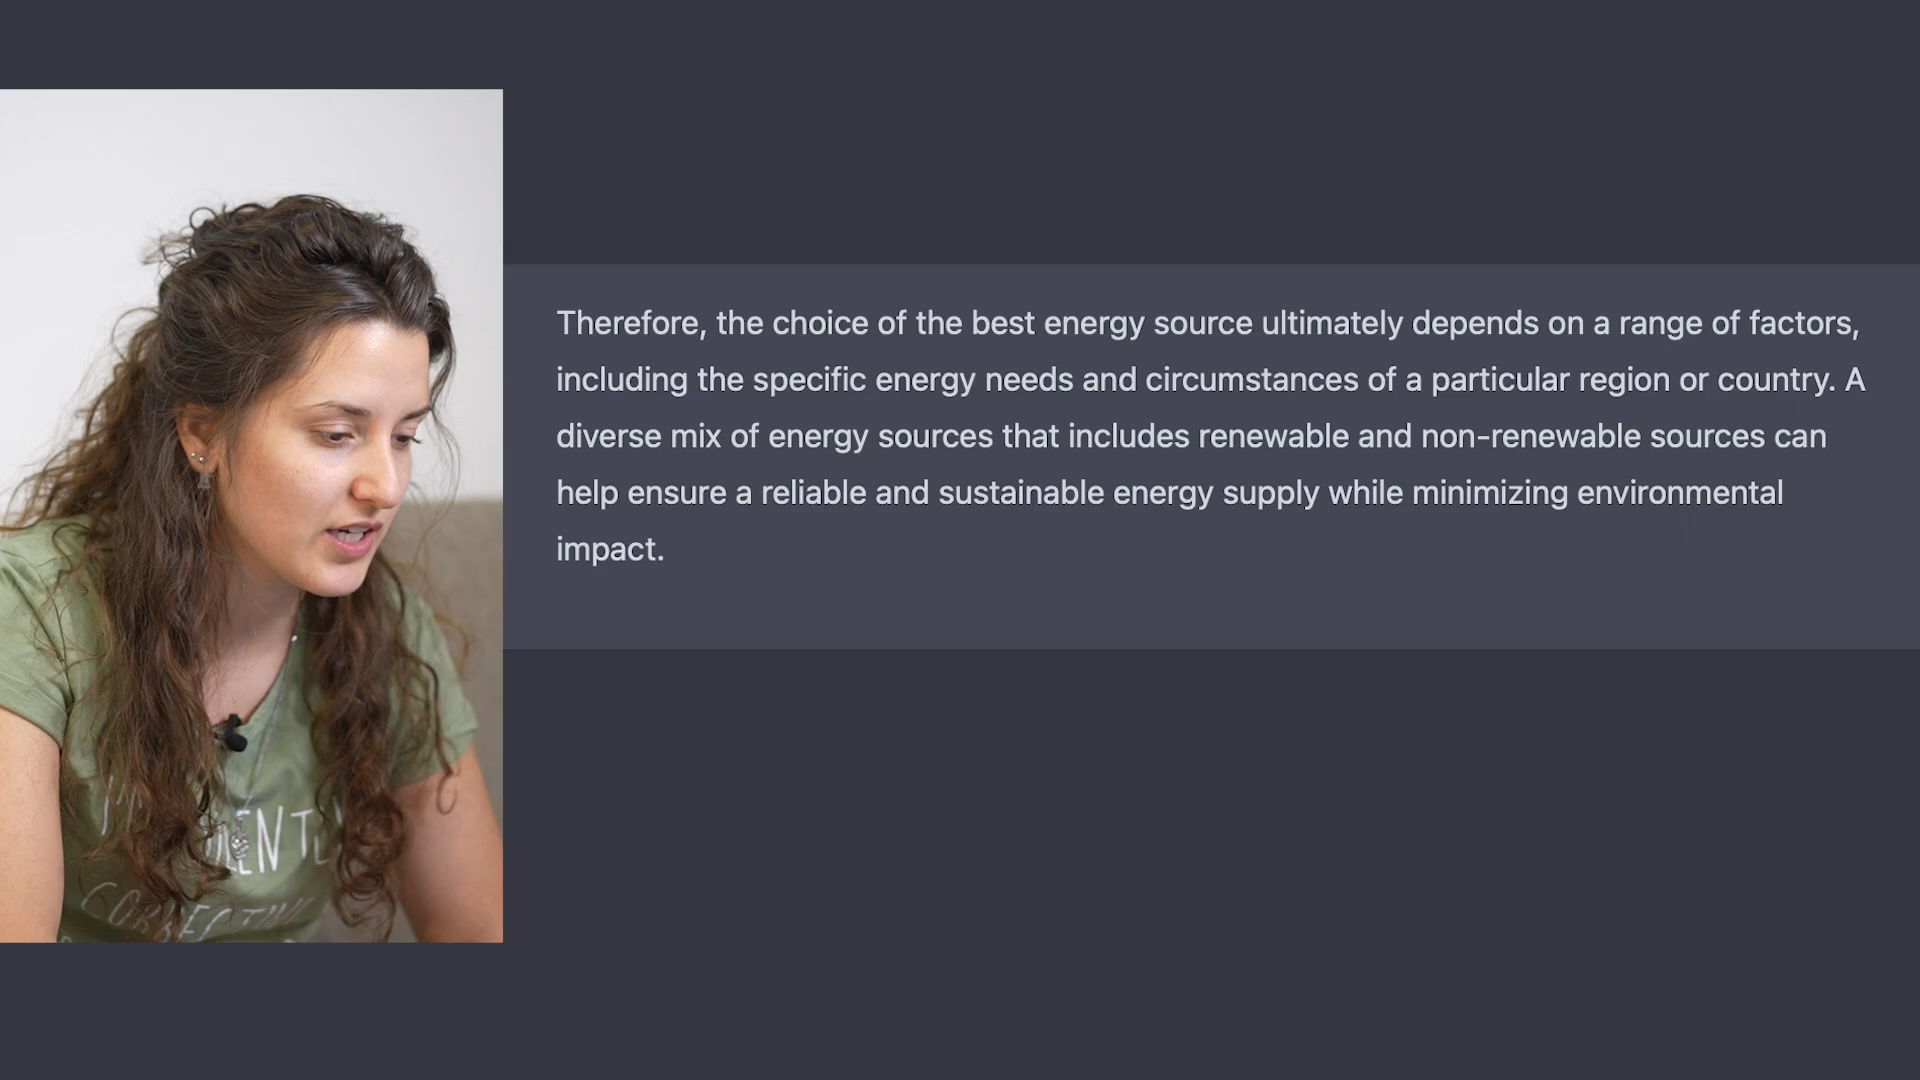 Therefore, the choice of the best energy source ultimately depends on a range of factors,
including the specific energy needs and circumstances of a particular region or country. A
diverse mix of energy sources that includes renewable and non-renewable sources can
help ensure a reliable and sustainable energy supply while minimizing environmental
impact.